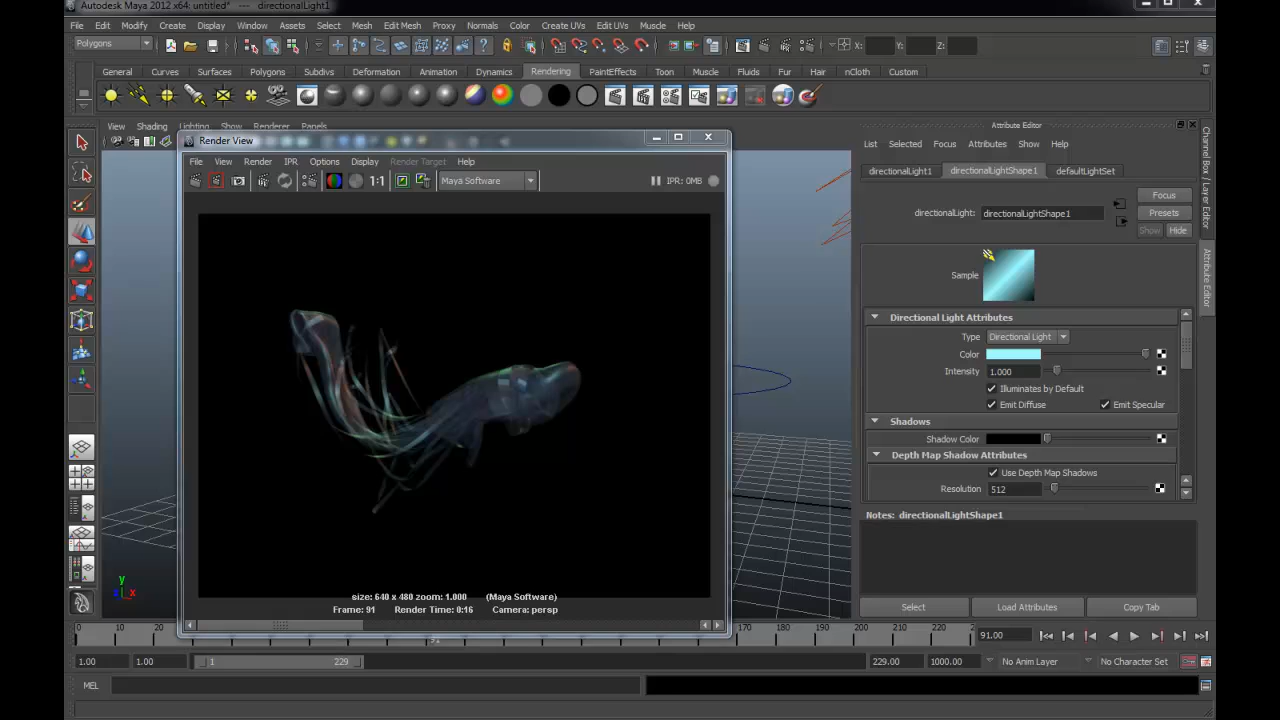 Autodesk Maya 2012 x64: untitled* --- directionalLight1
File Edit Modify Create Display Window Assets Select Mesh Edit Mesh Proxy Normals Color Create UVs Edit UVs Muscle Help
Polygons
X: Y: Z:
General Curves Surfaces Subdivs Polygons Deformation Animation Dynamics Rendering PaintEffects Toon Muscle Fluids Fur Hair nCloth Custom
View Shading Lighting Show Renderer Panels
Attribute Editor
Render View
List Selected Focus Attributes Show Help
File View Render IPR Options Display Render Target Help
directionalLight1 directionalLightShape1 defaultLightSet
1:1 Maya Software IPR: 0MB
Focus
directionalLight: directionalLightShape1 Presets
Show Hide
Sample
Directional Light Attributes
Type Directional Light
Color
Intensity 1.000
Illuminates by Default
Emit Diffuse Emit Specular
Shadows
Shadow Color
Depth Map Shadow Attributes
Use Depth Map Shadows
Resolution 512
Notes: directionalLightShape1
Channel Box / Layer Editor
Attribute Editor
size: 640 x 480 zoom: 1.000 (Maya Software)
Frame: 91 Render Time: 0:16 Camera: persp
Select Load Attributes Copy Tab
y
z x
0 10 20 91 180 190 200 210 220 91.00
1.00 1.00 1 229 229.00 1000.00 No Anim Layer No Character Set
MEL